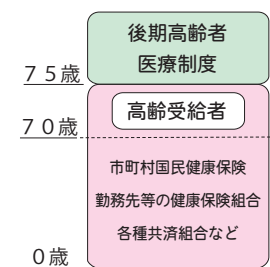 後期高齢者
医療制度
７５歳
高齢受給者
７０歳
市町村国民健康保険
勤務先等の健康保険組合
各種共済組合など
０歳